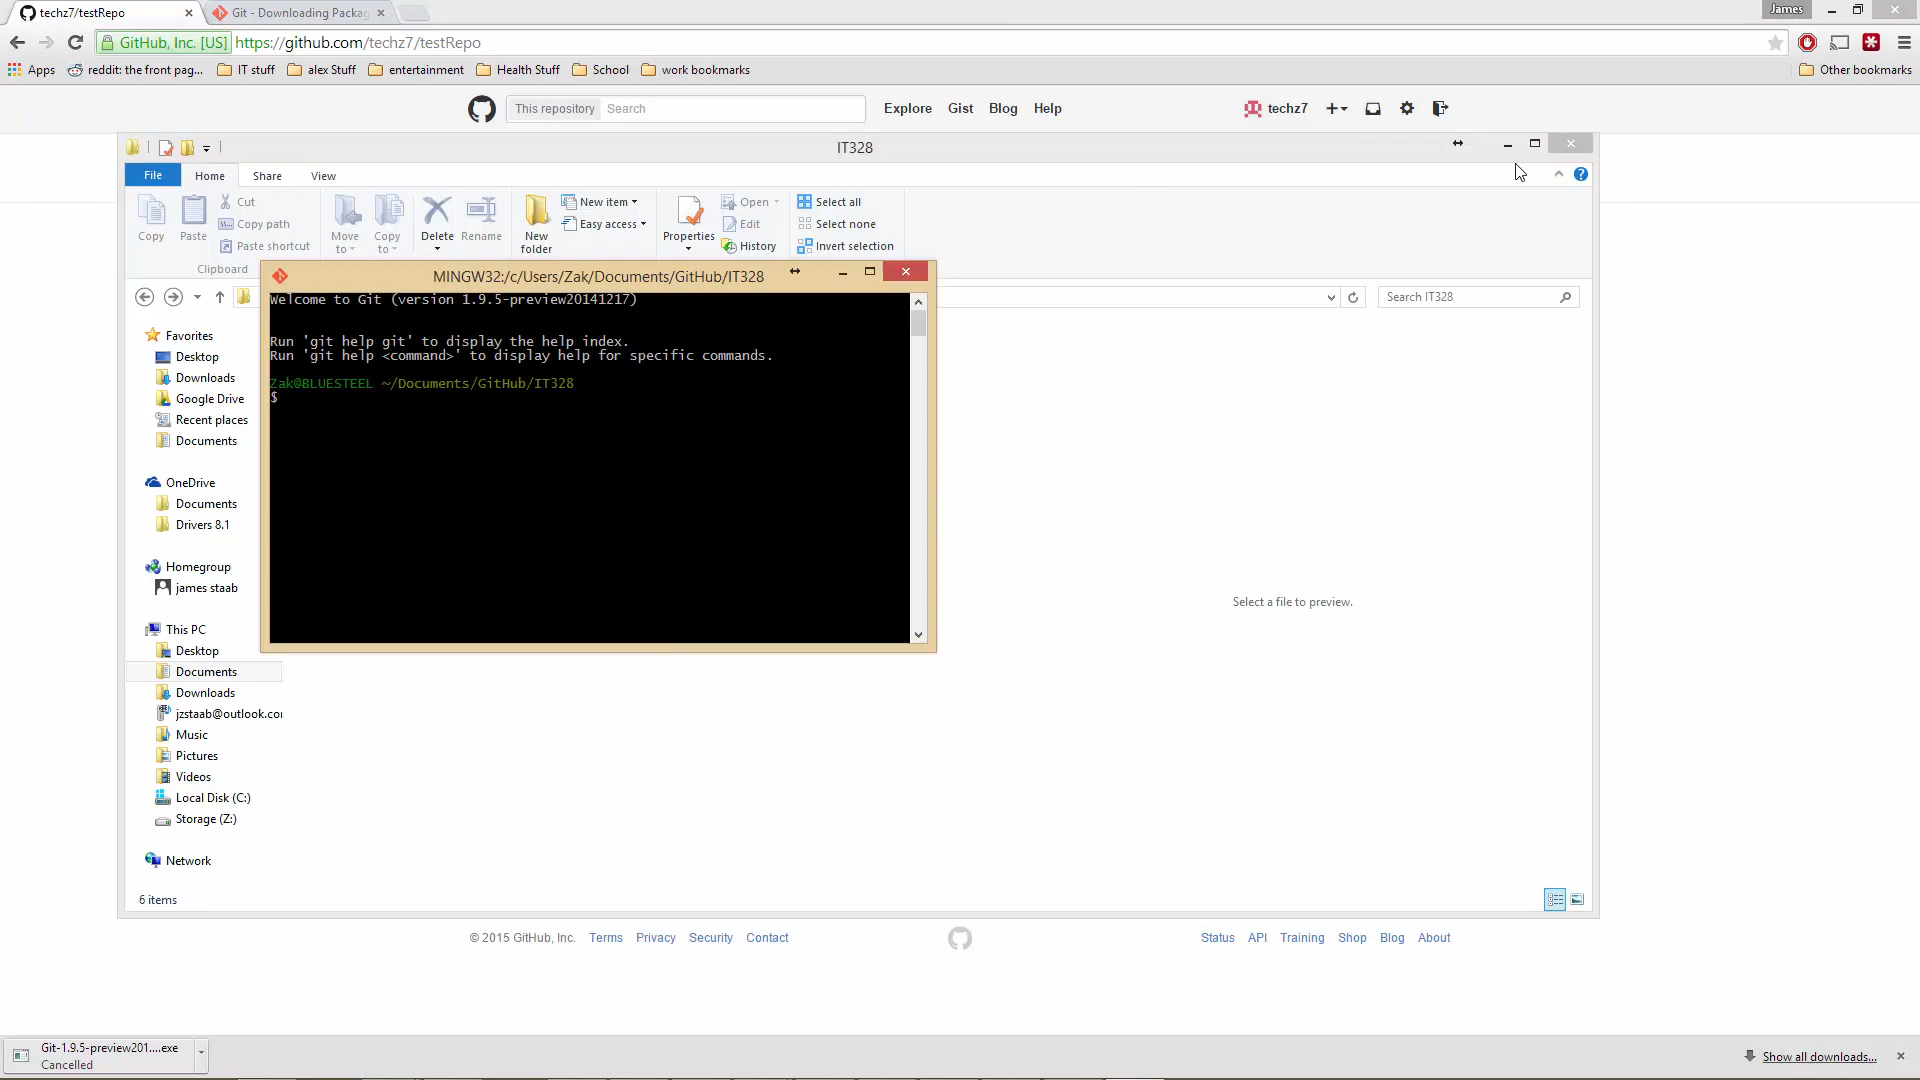 techz7/testRepo
Git - Downloading Packag
James
GitHub, Inc. [US]
https://github.com/techz7/testRepo
Apps
reddit: the front pag...
IT stuff
alex Stuff
entertainment
Health Stuff
School
work bookmarks
Other bookmarks
This repository
Search
Explore
Gist
Blog
Help
techz7
IT328
File
Home
Share
View
Copy
Paste
Cut
Copy path
Paste shortcut
Clipboard
Move to
Copy to
Delete
Rename
New folder
New item
Easy access
Properties
Open
Edit
History
Select all
Select none
Invert selection
Search IT328
MINGW32:/c/Users/Zak/Documents/GitHub/IT328
Welcome to Git (version 1.9.5-preview20141217)
Run 'git help git' to display the help index.
Run 'git help <command>' to display help for specific commands.
Zak@BLUESTEEL ~/Documents/GitHub/IT328
$
Favorites
Desktop
Downloads
Google Drive
Recent places
Documents
OneDrive
Documents
Drivers 8.1
Homegroup
james staab
This PC
Desktop
Documents
Downloads
jzstaab@outlook.co
Music
Pictures
Videos
Local Disk (C:)
Storage (Z:)
Network
Select a file to preview.
6 items
© 2015 GitHub, Inc.
Terms
Privacy
Security
Contact
Status
API
Training
Shop
Blog
About
Git-1.9.5-preview201....exe
Cancelled
Show all downloads...